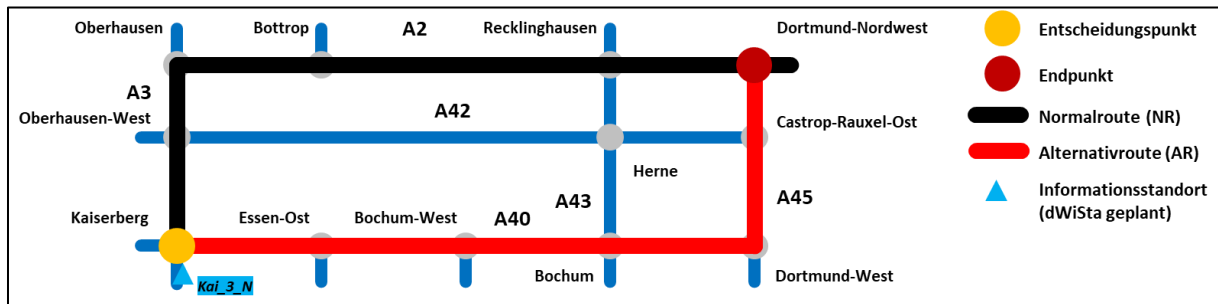 Oberhausen
Bottrop
A2
Recklinghausen
Dortmund-Nordwest
A3
Oberhausen-West
A42
Castrop-Rauxel-Ost
Herne
Kaiserberg
Essen-Ost
Bochum-West
A40
A43
A45
Kai_3_N
Bochum
Dortmund-West
Entscheidungspunkt
Endpunkt
Normalroute (NR)
Alternativroute (AR)
Informationsstandort
(dWiSta geplant)